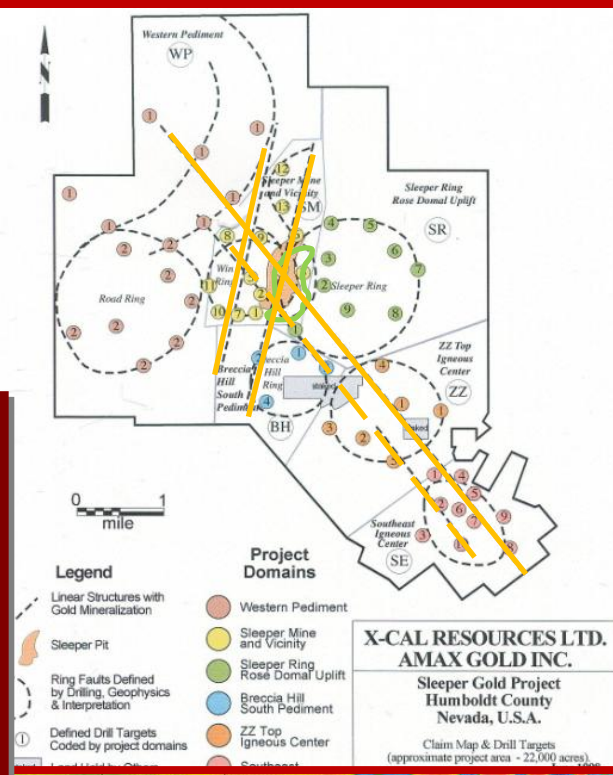 Western Pediment
WP
Sleeper Mine
and Vicinity
SM
Sleeper Ring
Rose Domal Uplift
SR
Road Ring
Sleeper Ring
Breccia
Hill
South
Hill
Ring
BH
ZZ Top
Igneous
Center
ZZ
Southeast
Igneous
Center
SE
0 1
mile
Legend
Linear Structures with
Gold Mineralization
Sleeper Pit
Ring Faults Defined
by Drilling, Geophysics
& Interpretation
Defined Drill Targets
Coded by project domains
Project
Domains
Western Pediment
Sleeper Mine
and Vicinity
Sleeper Ring
Rose Domal Uplift
Breccia Hill
South Pediment
ZZ Top
Igneous Center
Southeast
X-CAL RESOURCES LTD.
AMAX GOLD INC.
Sleeper Gold Project
Humboldt County
Nevada, U.S.A.
Claim Map & Drill Targets
(approximate project area - 22,000 acres)